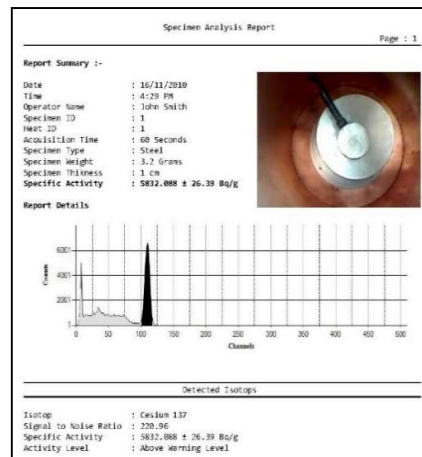 Specimen Analysis Report
Page : 1
Report Summary :-
Date : 16/11/2010
Time : 4:29 PM
Operator Name : John Smith
Specimen ID : 1
Heat ID : 1
Acquisition Time : 60 Seconds
Specimen Type : Steel
Specimen Weight : 3.2 Grams
Specimen Thikness : 1 cm
Specific Activity : 5832.088 ± 26.39 Bq/g
Report Details
Counts
6001
4001
2001
1
0 50 100 150 200 250 300 350 400 450 500
Channels
Detected Isotops
Isotop : Cesium 137
Signal to Noise Ratio : 220.96
Specific Activity : 5832.088 ± 26.39 Bq/g
Activity Level : Above Warning Level